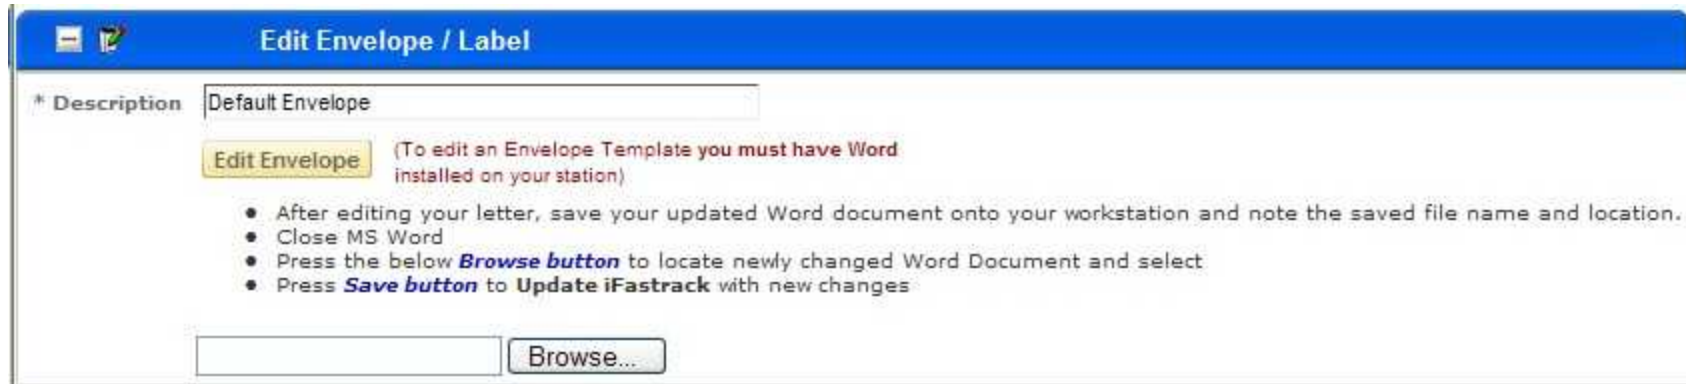 Edit Envelope / Label
* Description Default Envelope
Edit Envelope (To edit an Envelope Template you must have Word
installed on your station)
• After editing your letter, save your updated Word document onto your workstation and note the saved file name and location.
• Close MS Word
• Press the below Browse button to locate newly changed Word Document and select
• Press Save button to Update iFastrack with new changes
Browse...